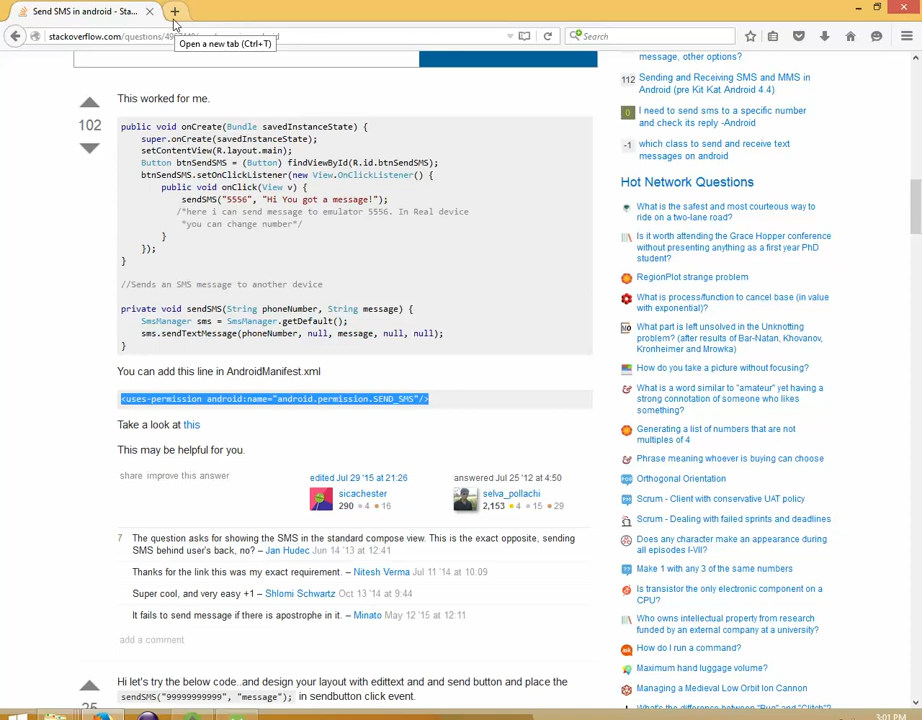 Send SMS in android - Sta...
stackoverflow.com/questions/49
Search
Open a new tab (Ctrl+T)
message, other options?
112 Sending and Receiving SMS and MMS in
Android (pre Kit Kat Android 4.4)
0 I need to send sms to a specific number
and check its reply -Android
-1 which class to send and receive text
messages on android
Hot Network Questions
What is the safest and most courteous way to
ride on a two-lane road?
Is it worth attending the Grace Hopper conference
without presenting anything as a first year PhD
student?
RegionPlot strange problem
What is process/function to cancel base (in value
with exponential)?
What part is left unsolved in the Unknotting
problem? (after results of Bar-Natan, Khovanov,
Kronheimer and Mrowka)
How do you take a picture without focusing?
What is a word similar to "amateur" yet having a
strong connotation of someone who likes
something?
Generating a list of numbers that are not
multiples of 4
Phrase meaning whoever is buying can choose
Orthogonal Orientation
Scrum - Client with conservative UAT policy
Scrum - Dealing with failed sprints and deadlines
Does any character make an appearance during
all episodes I-VII?
Make 1 with any 3 of the same numbers
Is transistor the only electronic component on a
CPU?
Who owns intellectual property from research
funded by an external company at a university?
How do I run a command?
Maximum hand luggage volume?
Managing a Medieval Low Orbit Ion Cannon
What's the difference between "Bug" and "Glitch"?
This worked for me.
102
public void onCreate(Bundle savedInstanceState) {
super.onCreate(savedInstanceState);
setContentView(R.layout.main);
Button btnSendSMS = (Button) findViewById(R.id.btnSendSMS);
btnSendSMS.setOnClickListener(new View.OnClickListener() {
public void onClick(View v) {
sendSMS("5556", "Hi You got a message!");
/*here i can send message to emulator 5556. In Real device
*you can change number*/
}
});
}
//Sends an SMS message to another device
private void sendSMS(String phoneNumber, String message) {
SmsManager sms = SmsManager.getDefault();
sms.sendTextMessage(phoneNumber, null, message, null, null);
}
You can add this line in AndroidManifest.xml
<uses-permission android:name="android.permission.SEND_SMS"/>
Take a look at this
This may be helpful for you.
share improve this answer
edited Jul 29 '15 at 21:26
sicachester
290 4 16
answered Jul 25 '12 at 4:50
selva_pollachi
2,153 4 15 29
7 The question asks for showing the SMS in the standard compose view. This is the exact opposite, sending
SMS behind user's back, no? – Jan Hudec Jun 14 '13 at 12:41
Thanks for the link this was my exact requirement. – Nitesh Verma Jul 11 '14 at 10:09
Super cool, and very easy +1 – Shlomi Schwartz Oct 13 '14 at 9:44
It fails to send message if there is apostrophe in it. – Minato May 12 '15 at 12:11
add a comment
Hi let's try the below code..and design your layout with edittext and and send button and place the
sendSMS("99999999999", "message"); in sendbutton click event.
25
3:01 PM